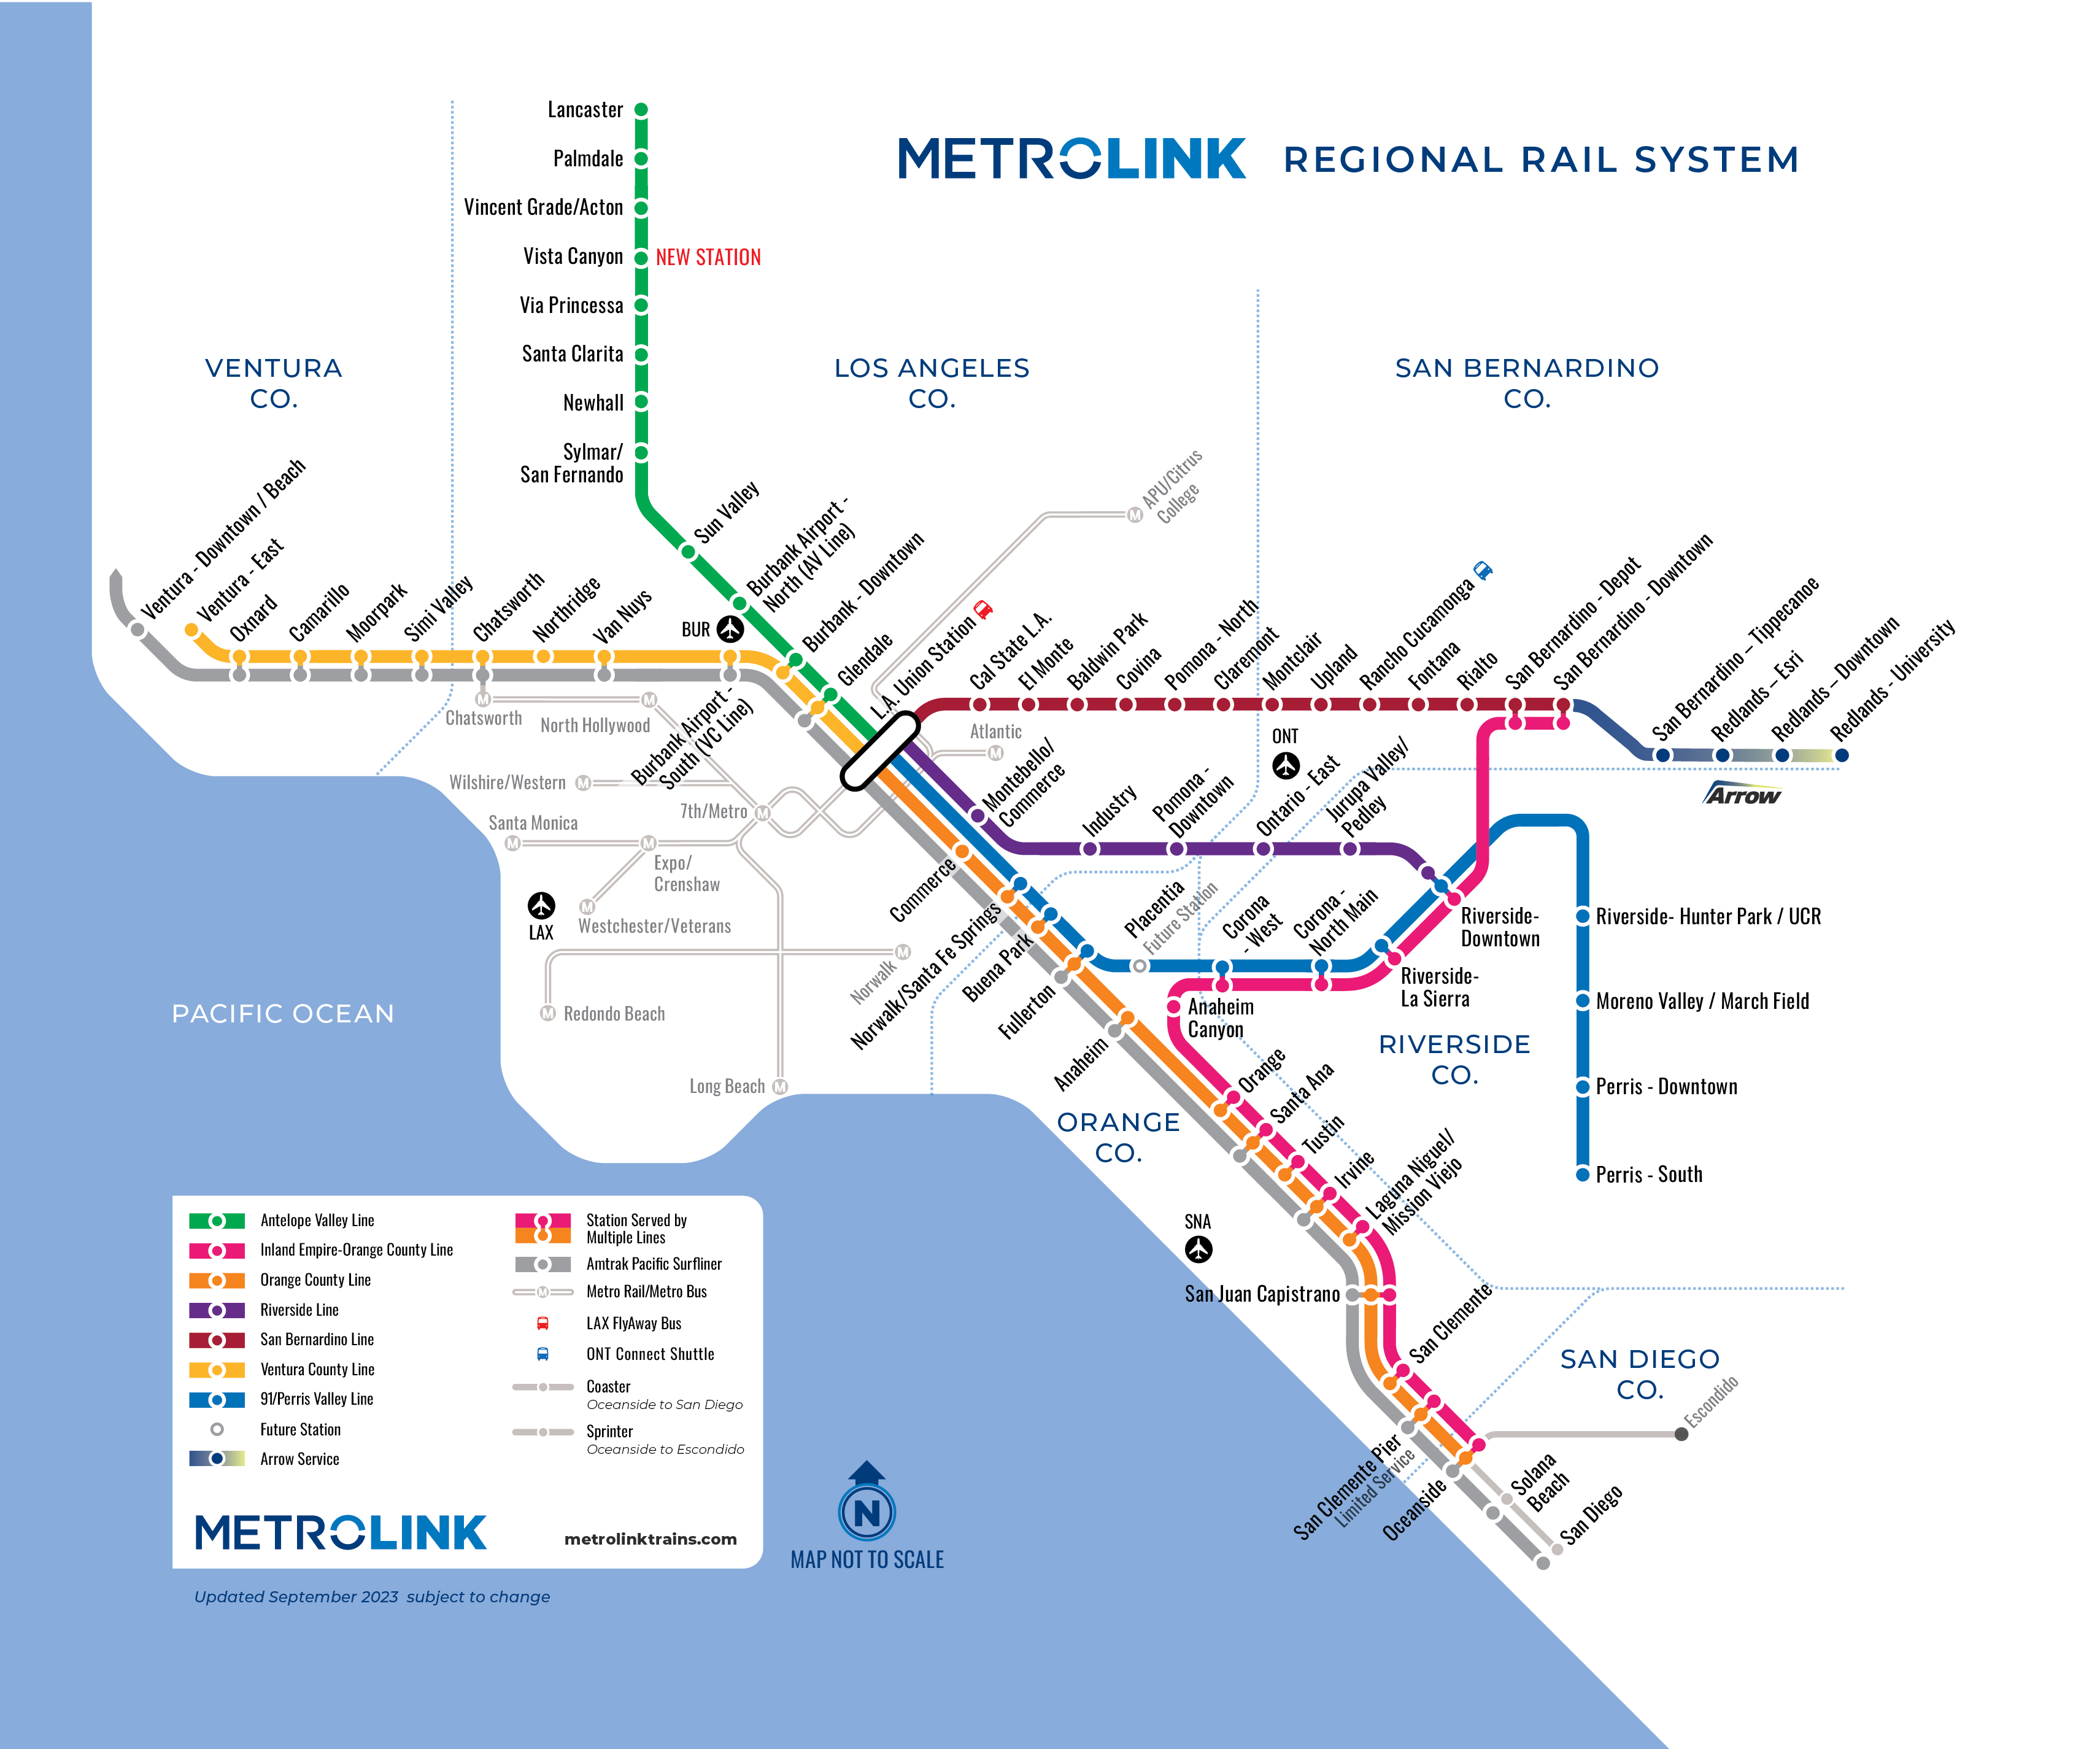 METROLINK REGIONAL RAIL SYSTEM
Lancaster
Palmdale
Vincent Grade/Acton
Vista Canyon
NEW STATION
Via Princessa
Santa Clarita
Newhall
Sylmar/
San Fernando
VENTURA
CO.
LOS ANGELES
CO.
SAN BERNARDINO
CO.
Ventura - Downtown / Beach
Ventura - East
Oxnard
Camarillo
Moorpark
Simi Valley
Chatsworth
Northridge
Van Nuys
BUR
Sun Valley
Burbank Airport -
North (AV Line)
Burbank - Downtown
Glendale
Burbank Airport -
South (VC Line)
L.A. Union Station
M
APU/Citrus
College
Cal State L.A.
El Monte
Baldwin Park
Covina
Pomona - North
Claremont
Montclair
Upland
Rancho Cucamonga
Fontana
Rialto
San Bernardino - Depot
San Bernardino - Downtown
San Bernardino – Tippecanoe
Redlands – Esri
Redlands – Downtown
Redlands - University
ARROW
M
Chatsworth
North Hollywood
M
Wilshire/Western
M
Santa Monica
M
7th/Metro
M
M
Expo/
Crenshaw
M
Westchester/Veterans
LAX
Atlantic
M
M
Norwalk
M
Redondo Beach
Long Beach
M
Montebello/
Commerce
Industry
Pomona -
Downtown
ONT
Ontario - East
Jurupa Valley/
Pedley
Riverside-
Downtown
Riverside-
La Sierra
Commerce
Norwalk/Santa Fe Springs
Buena Park
Fullerton
Anaheim
Placentia
Future Station
Corona
- West
Corona -
North Main
Anaheim
Canyon
Riverside- Hunter Park / UCR
Moreno Valley / March Field
Perris - Downtown
Perris - South
RIVERSIDE
CO.
ORANGE
CO.
Orange
Santa Ana
Tustin
Irvine
Laguna Niguel/
Mission Viejo
SNA
San Juan Capistrano
San Clemente
San Clemente Pier
Limited Service
Oceanside
SAN DIEGO
CO.
Escondido
Solana
Beach
San Diego
PACIFIC OCEAN
Antelope Valley Line
Inland Empire-Orange County Line
Orange County Line
Riverside Line
San Bernardino Line
Ventura County Line
91/Perris Valley Line
Future Station
Arrow Service
Station Served by
Multiple Lines
Amtrak Pacific Surfliner
M
Metro Rail/Metro Bus
LAX FlyAway Bus
ONT Connect Shuttle
Coaster
Oceanside to San Diego
Sprinter
Oceanside to Escondido
METROLINK
metrolinktrains.com
N
MAP NOT TO SCALE
Updated September 2023 subject to change